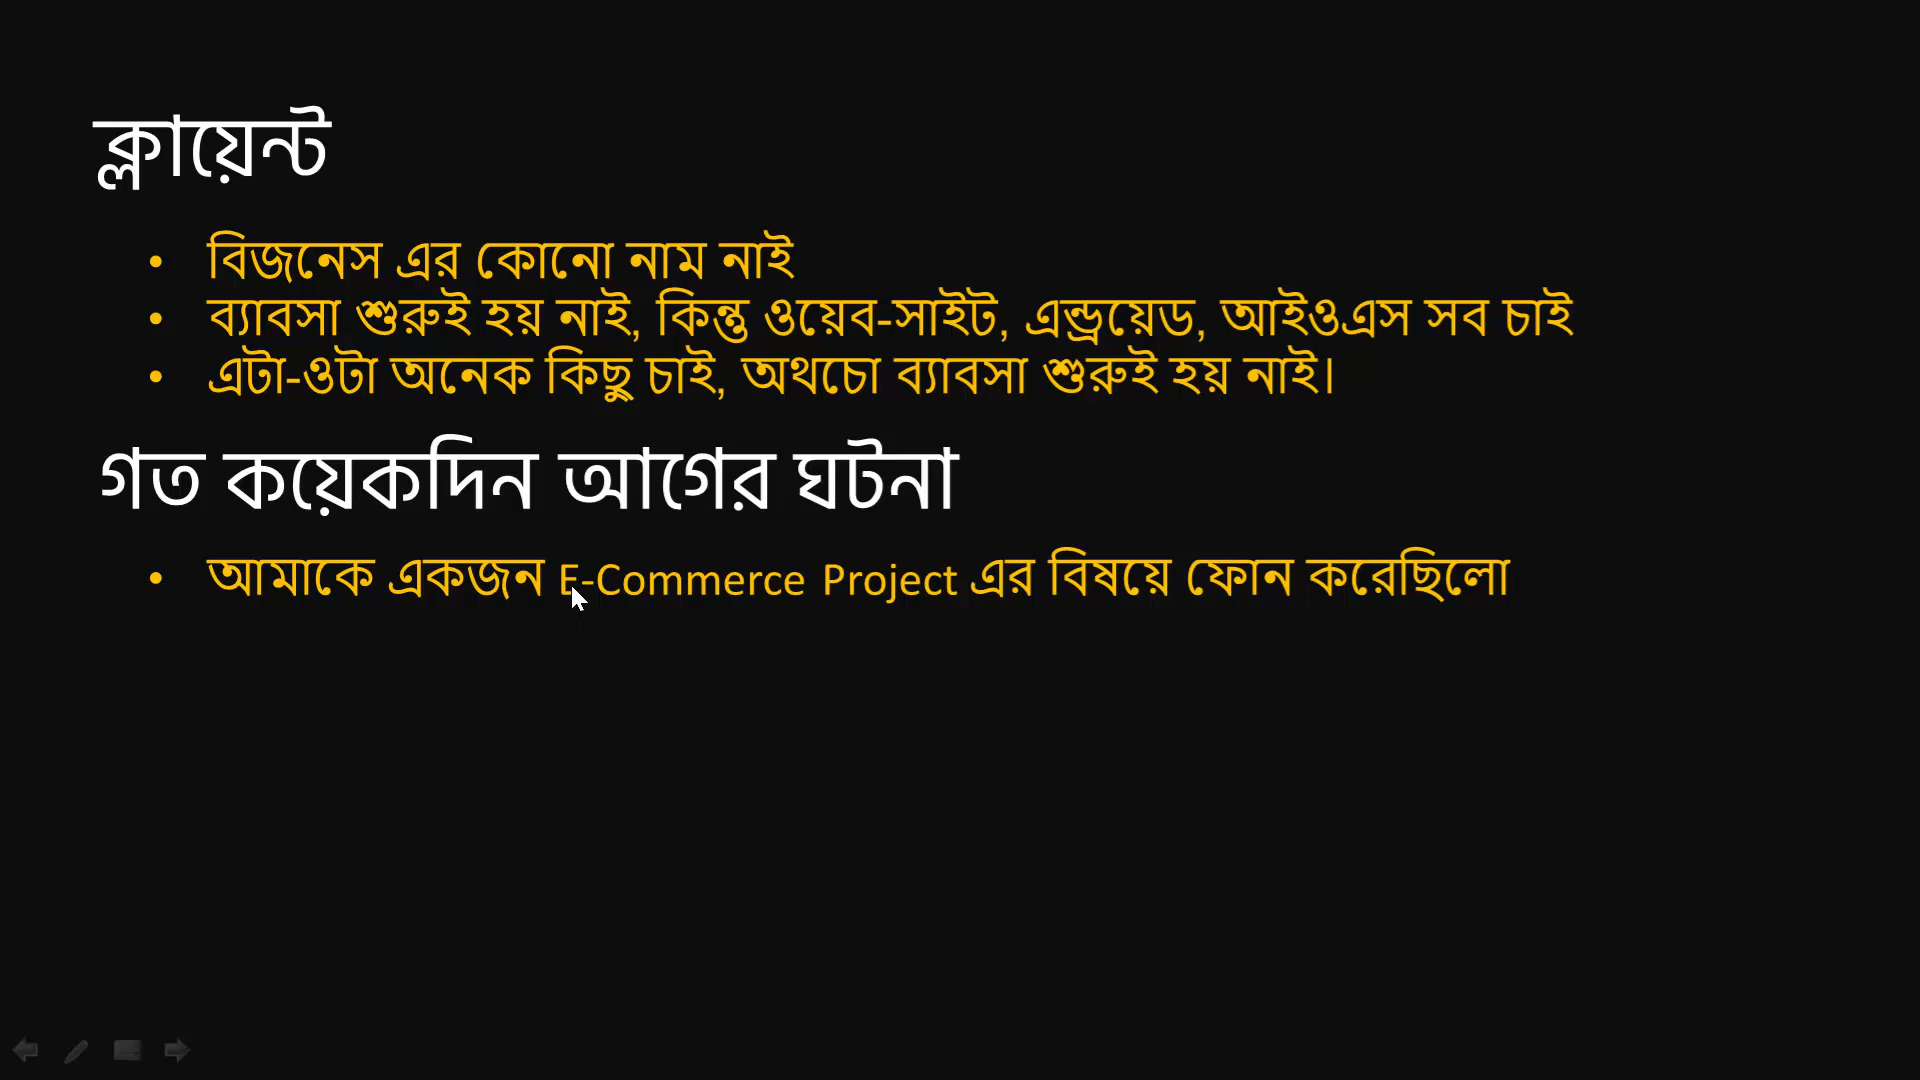 ক্লায়েন্ট
• বিজনেস এর কোনো নাম নাই
• ব্যাবসা শুরুই হয় নাই, কিন্তু ওয়েব-সাইট, এন্ড্রয়েড, আইওএস সব চাই
• এটা-ওটা অনেক কিছু চাই, অথচো ব্যাবসা শুরুই হয় নাই।
গত কয়েকদিন আগের ঘটনা
• আমাকে একজন E-Commerce Project এর বিষয়ে ফোন করেছিলো